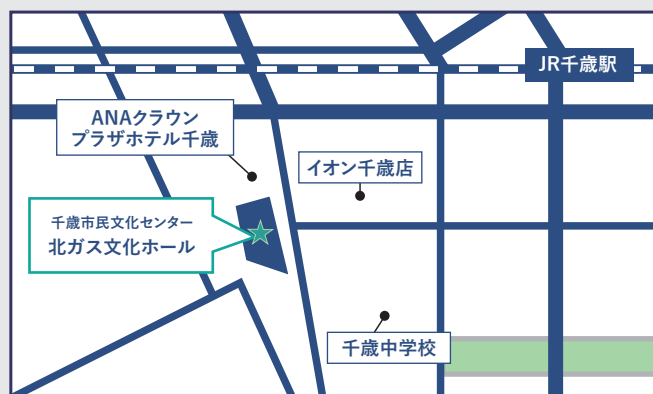 JR千歳駅
ANAクラウン
プラザホテル千歳
イオン千歳店
千歳市民文化センター
北ガス文化ホール
千歳中学校